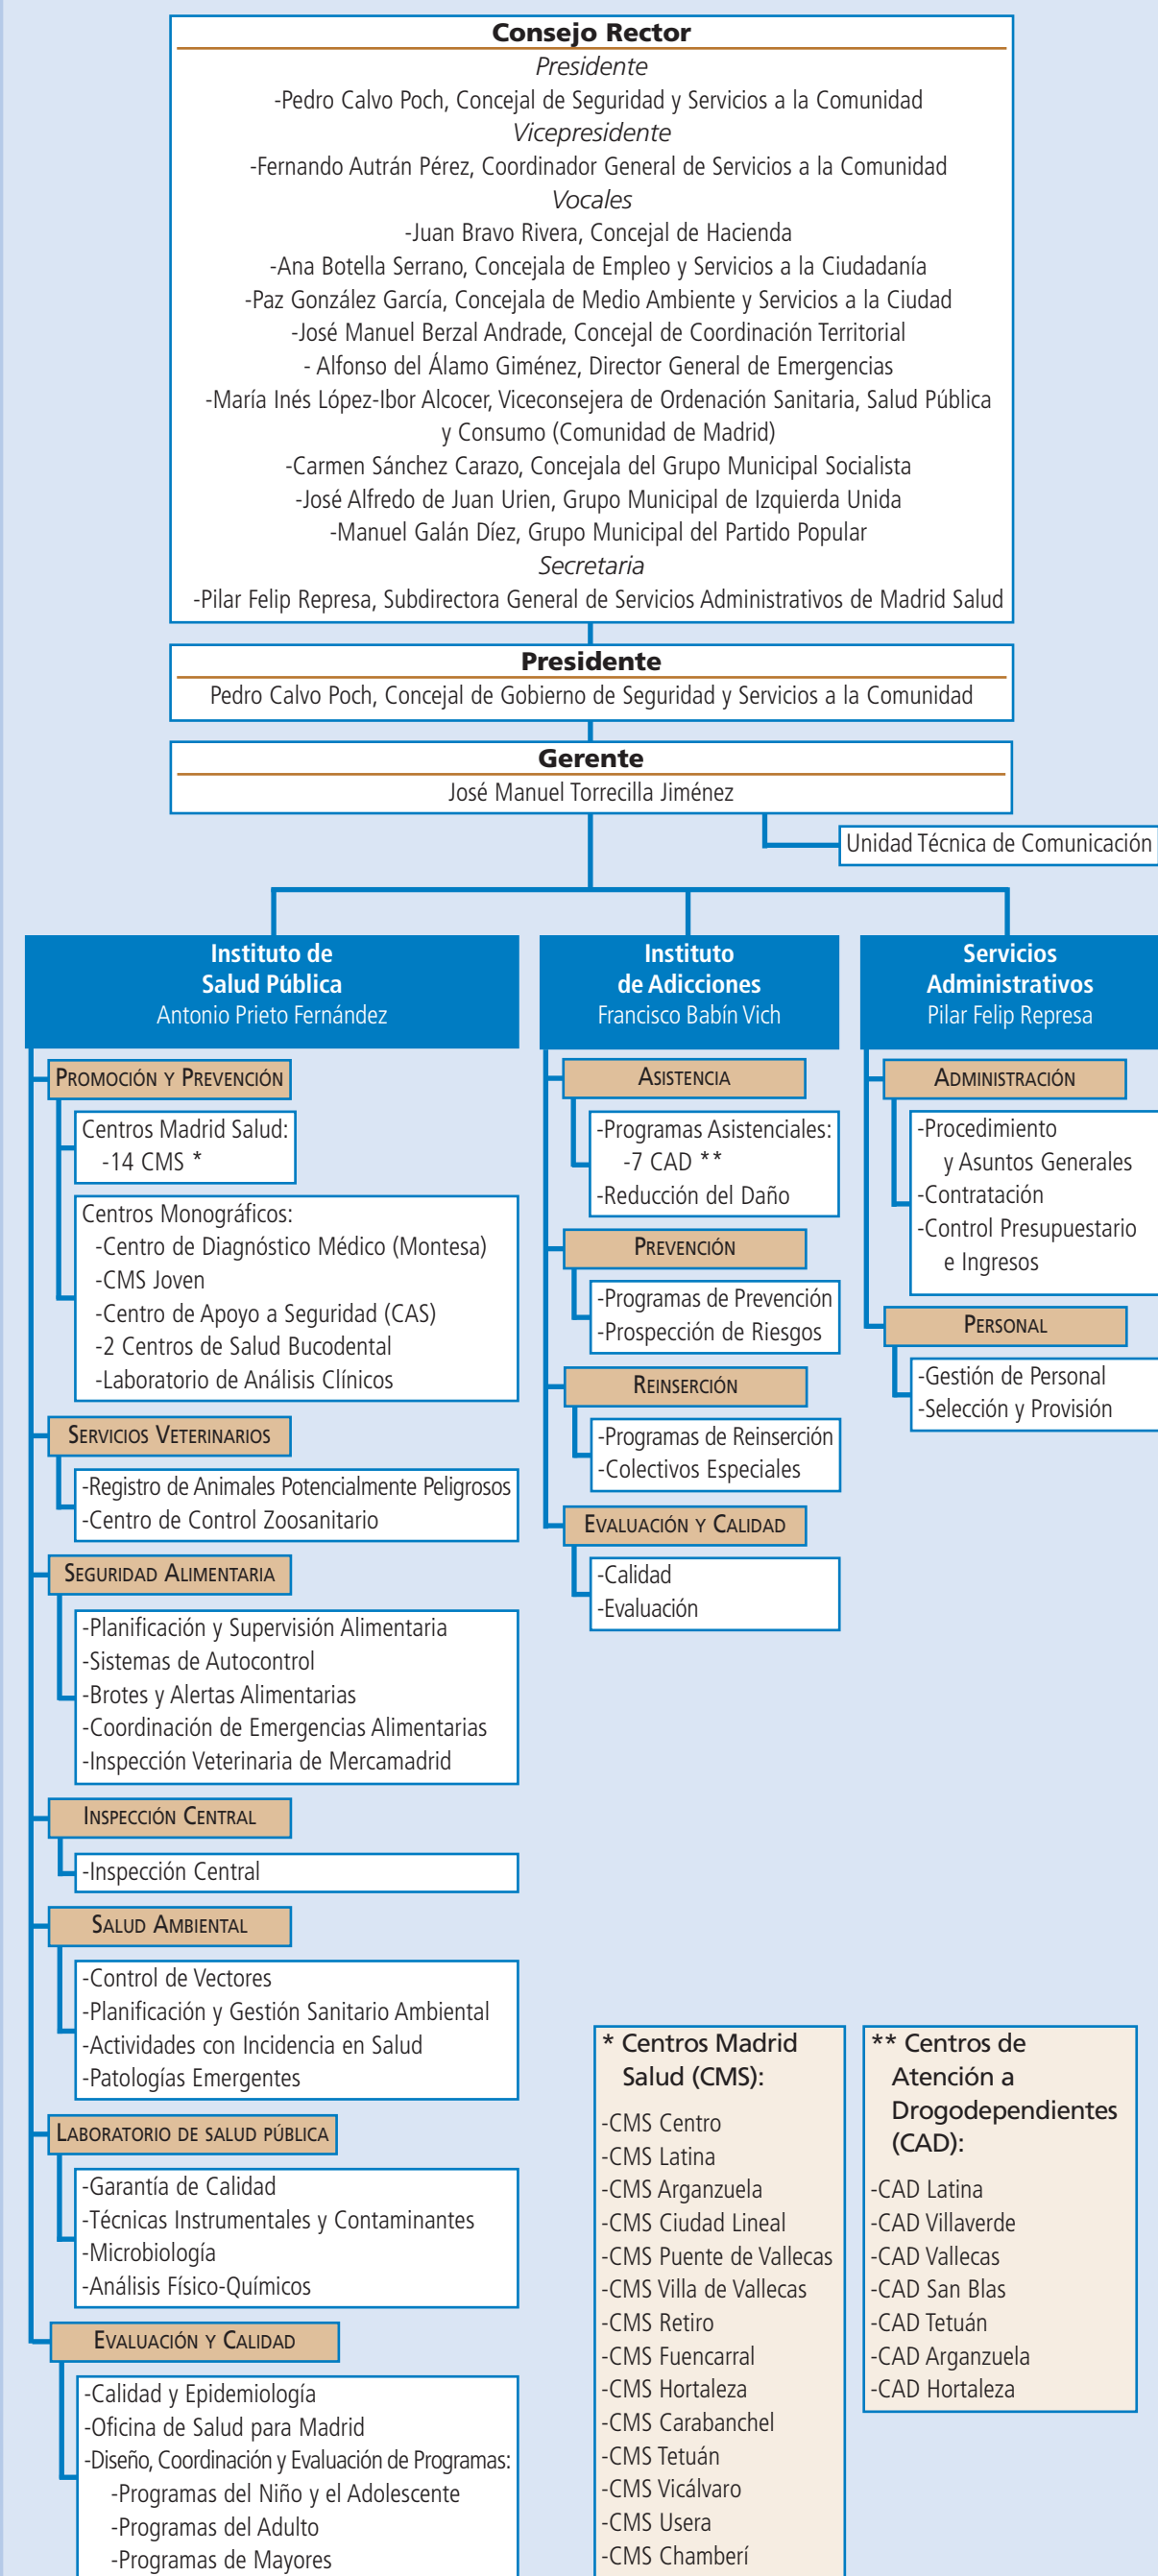 Consejo Rector
Presidente
-Pedro Calvo Poch, Concejal de Seguridad y Servicios a la Comunidad
Vicepresidente
-Fernando Autrán Pérez, Coordinador General de Servicios a la Comunidad
Vocales
-Juan Bravo Rivera, Concejal de Hacienda
-Ana Botella Serrano, Concejala de Empleo y Servicios a la Ciudadanía
-Paz González García, Concejala de Medio Ambiente y Servicios a la Ciudad
-José Manuel Berzal Andrade, Concejal de Coordinación Territorial
- Alfonso del Álamo Giménez, Director General de Emergencias
-María Inés López-Ibor Alcocer, Viceconsejera de Ordenación Sanitaria, Salud Pública
y Consumo (Comunidad de Madrid)
-Carmen Sánchez Carazo, Concejala del Grupo Municipal Socialista
-José Alfredo de Juan Urien, Grupo Municipal de Izquierda Unida
-Manuel Galán Díez, Grupo Municipal del Partido Popular
Secretaria
-Pilar Felip Represa, Subdirectora General de Servicios Administrativos de Madrid Salud
Presidente
Pedro Calvo Poch, Concejal de Gobierno de Seguridad y Servicios a la Comunidad
Gerente
José Manuel Torrecilla Jiménez
Unidad Técnica de Comunicación
Instituto de
Salud Pública
Antonio Prieto Fernández
PROMOCIÓN Y PREVENCIÓN
Centros Madrid Salud:
-14 CMS *
Centros Monográficos:
-Centro de Diagnóstico Médico (Montesa)
-CMS Joven
-Centro de Apoyo a Seguridad (CAS)
-2 Centros de Salud Bucodental
-Laboratorio de Análisis Clínicos
SERVICIOS VETERINARIOS
-Registro de Animales Potencialmente Peligrosos
-Centro de Control Zoosanitario
SEGURIDAD ALIMENTARIA
-Planificación y Supervisión Alimentaria
-Sistemas de Autocontrol
-Brotes y Alertas Alimentarias
-Coordinación de Emergencias Alimentarias
-Inspección Veterinaria de Mercamadrid
INSPECCIÓN CENTRAL
-Inspección Central
SALUD AMBIENTAL
-Control de Vectores
-Planificación y Gestión Sanitario Ambiental
-Actividades con Incidencia en Salud
-Patologías Emergentes
LABORATORIO DE SALUD PÚBLICA
-Garantía de Calidad
-Técnicas Instrumentales y Contaminantes
-Microbiología
-Análisis Físico-Químicos
EVALUACIÓN Y CALIDAD
-Calidad y Epidemiología
-Oficina de Salud para Madrid
-Diseño, Coordinación y Evaluación de Programas:
-Programas del Niño y el Adolescente
-Programas del Adulto
-Programas de Mayores
Instituto
de Adicciones
Francisco Babín Vich
ASISTENCIA
-Programas Asistenciales:
-7 CAD **
-Reducción del Daño
PREVENCIÓN
-Programas de Prevención
-Prospección de Riesgos
REINSERCIÓN
-Programas de Reinserción
-Colectivos Especiales
EVALUACIÓN Y CALIDAD
-Calidad
-Evaluación
Servicios
Administrativos
Pilar Felip Represa
ADMINISTRACIÓN
-Procedimiento
y Asuntos Generales
-Contratación
-Control Presupuestario
e Ingresos
PERSONAL
-Gestión de Personal
-Selección y Provisión
* Centros Madrid
Salud (CMS):
-CMS Centro
-CMS Latina
-CMS Arganzuela
-CMS Ciudad Lineal
-CMS Puente de Vallecas
-CMS Villa de Vallecas
-CMS Retiro
-CMS Fuencarral
-CMS Hortaleza
-CMS Carabanchel
-CMS Tetuán
-CMS Vicálvaro
-CMS Usera
-CMS Chamberí
** Centros de
Atención a
Drogodependientes
(CAD):
-CAD Latina
-CAD Villaverde
-CAD Vallecas
-CAD San Blas
-CAD Tetuán
-CAD Arganzuela
-CAD Hortaleza